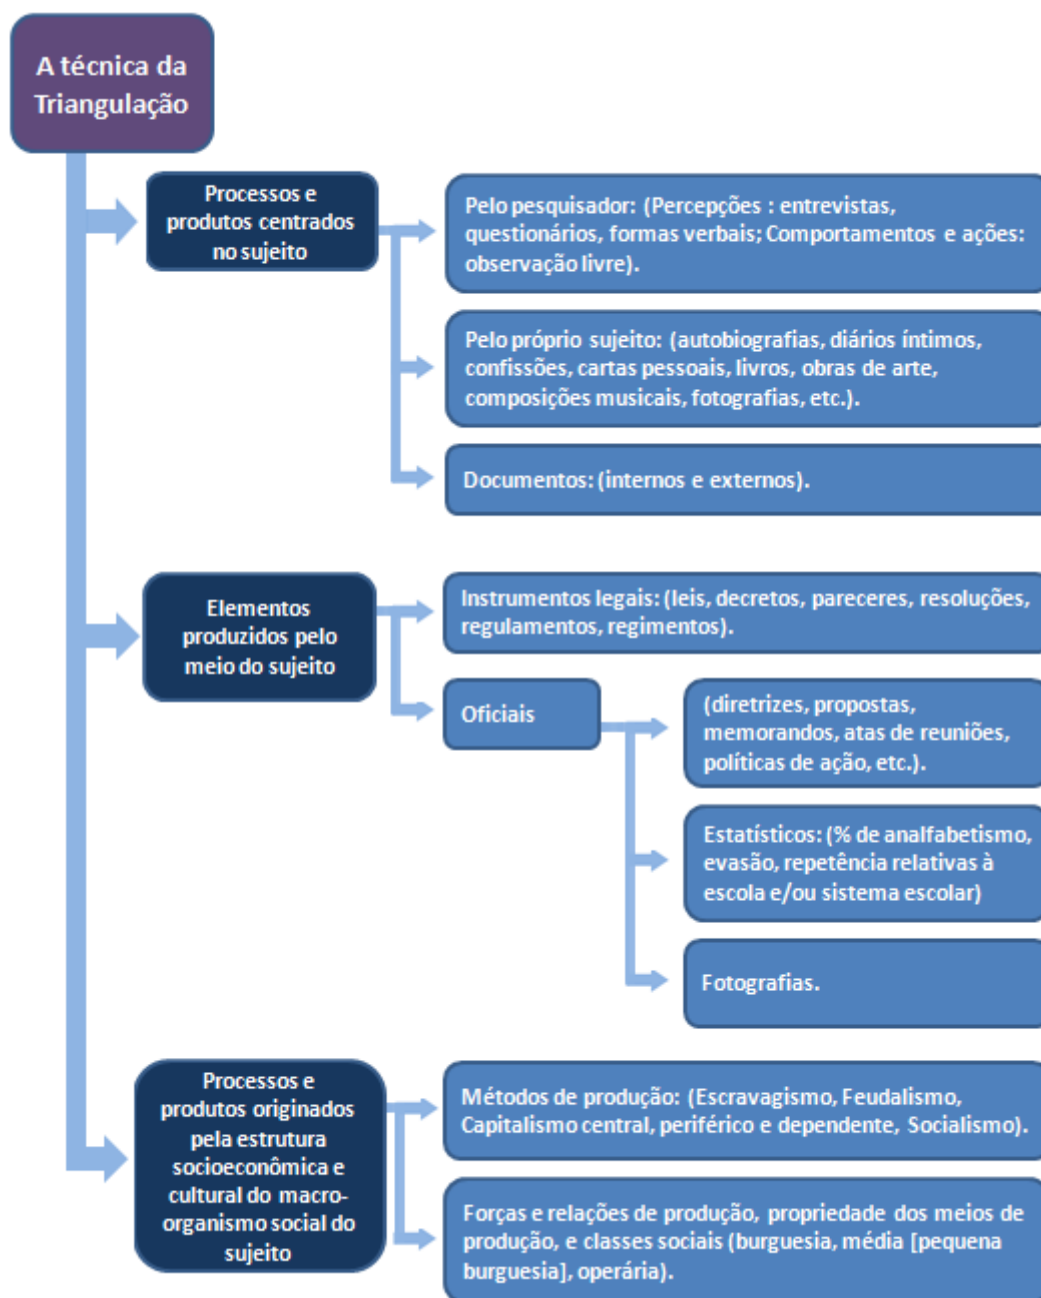 A técnica da
Triangulação
Processos e
produtos centrados
no sujeito
Pelo pesquisador: (Percepções : entrevistas,
questionários, formas verbais; Comportamentos e ações:
observação livre).
Pelo próprio sujeito: (autobiografias, diários íntimos,
confissões, cartas pessoais, livros, obras de arte,
composições musicais, fotografias, etc.).
Documentos: (internos e externos).
Elementos
produzidos pelo
meio do sujeito
Instrumentos legais: (leis, decretos, pareceres, resoluções,
regulamentos, regimentos).
Oficiais
(diretrizes, propostas,
memorandos, atas de reuniões,
políticas de ação, etc.).
Estatísticos: (% de analfabetismo,
evasão, repetência relativas à
escola e/ou sistema escolar)
Fotografias.
Processos e
produtos originados
pela estrutura
socioeconômica e
cultural do macro-
organismo social do
sujeito
Métodos de produção: (Escravagismo, Feudalismo,
Capitalismo central, periférico e dependente, Socialismo).
Forças e relações de produção, propriedade dos meios de
produção, e classes sociais (burguesia, média [pequena
burguesia], operária).